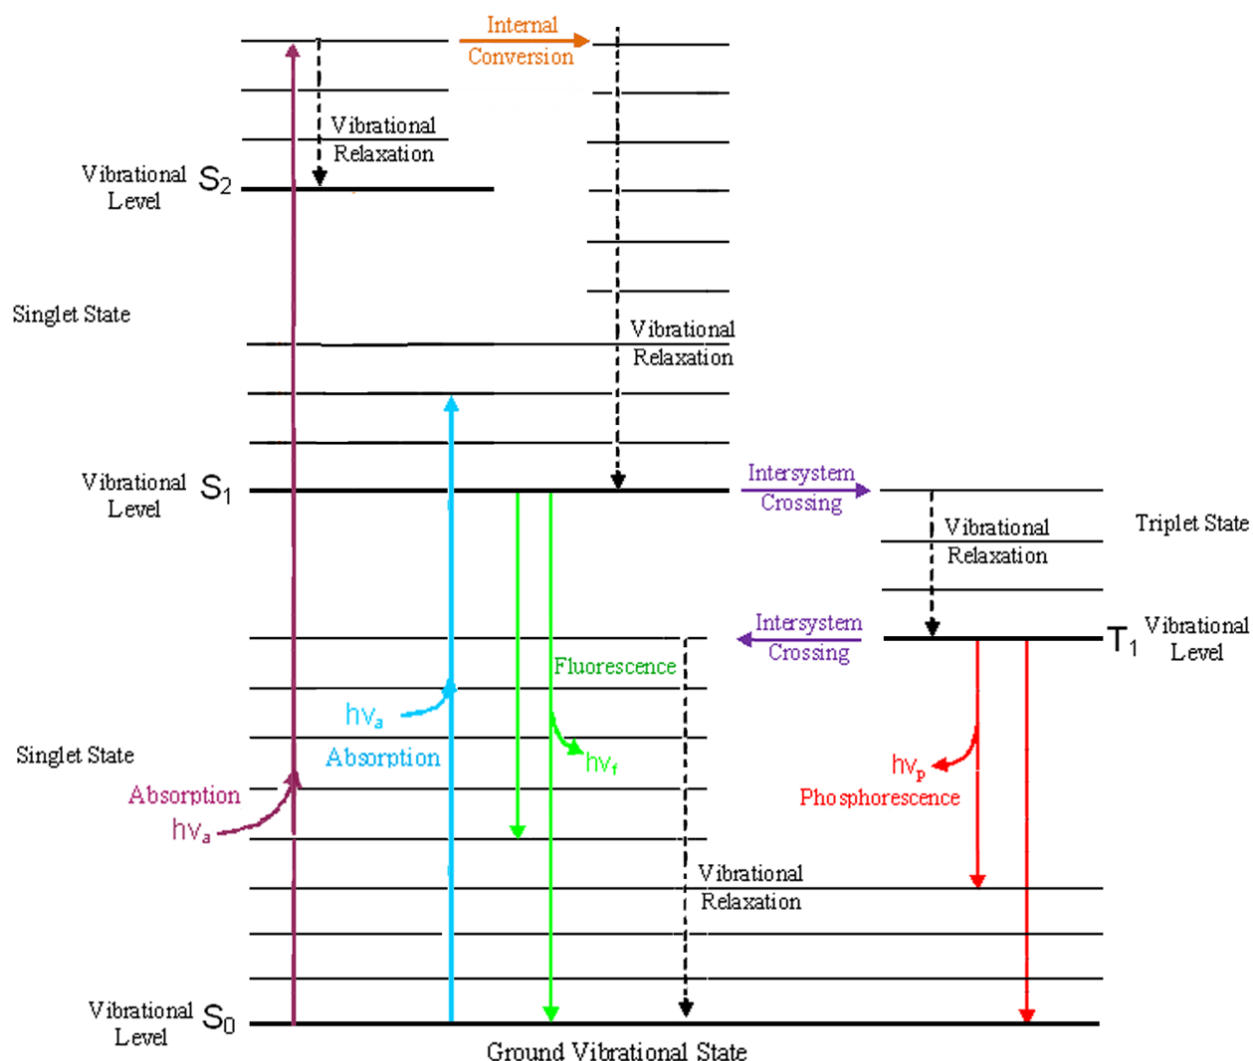 Internal
Conversion
Vibrational
Relaxation
Vibrational
Level
S2
Singlet State
Vibrational
Relaxation
Vibrational
Level
S1
Intersystem
Crossing
Vibrational
Relaxation
Triplet State
Intersystem
Crossing
T1
Vibrational
Level
Fluorescence
hνa
Absorption
hνf
Singlet State
Absorption
hνa
hνp
Phosphorescence
Vibrational
Relaxation
Vibrational
Level
S0
Ground Vibrational State